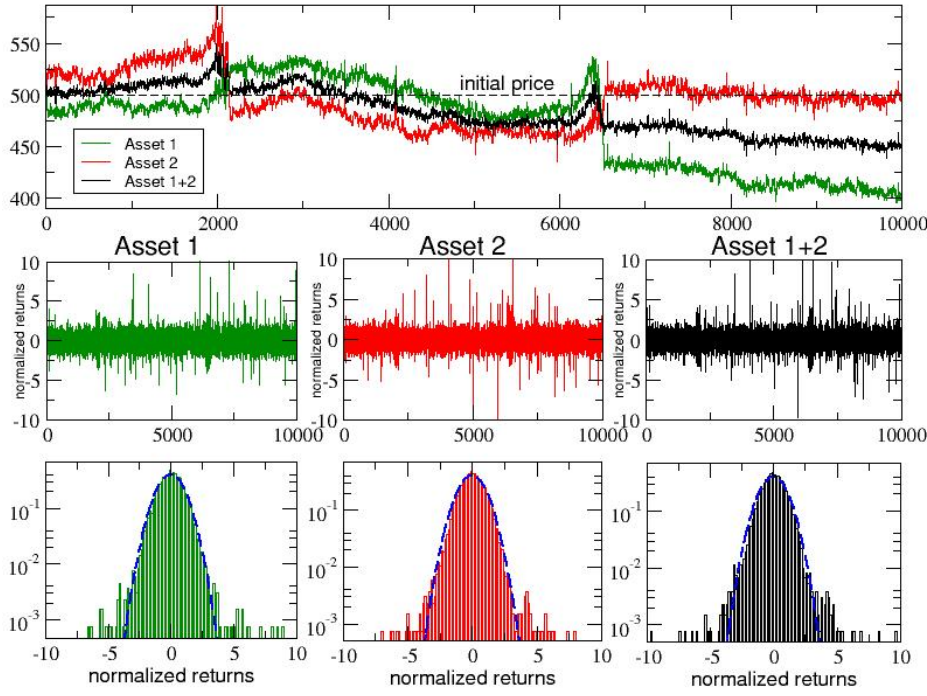 550
500
450
400
initial price
Asset 1
Asset 2
Asset 1+2
0 2000 4000 6000 8000 10000
Asset 1 Asset 2 Asset 1+2
normalized returns normalized returns normalized returns
10 10 10
5 5 5
0 0 0
-5 -5 -5
-10 -10 -10
0 5000 10000 0 5000 10000 0 5000 10000
10-1 10-1 10-1
10-2 10-2 10-2
10-3 10-3 10-3
-10 -5 0 5 10 -10 -5 0 5 10 -10 -5 0 5 10
normalized returns normalized returns normalized returns